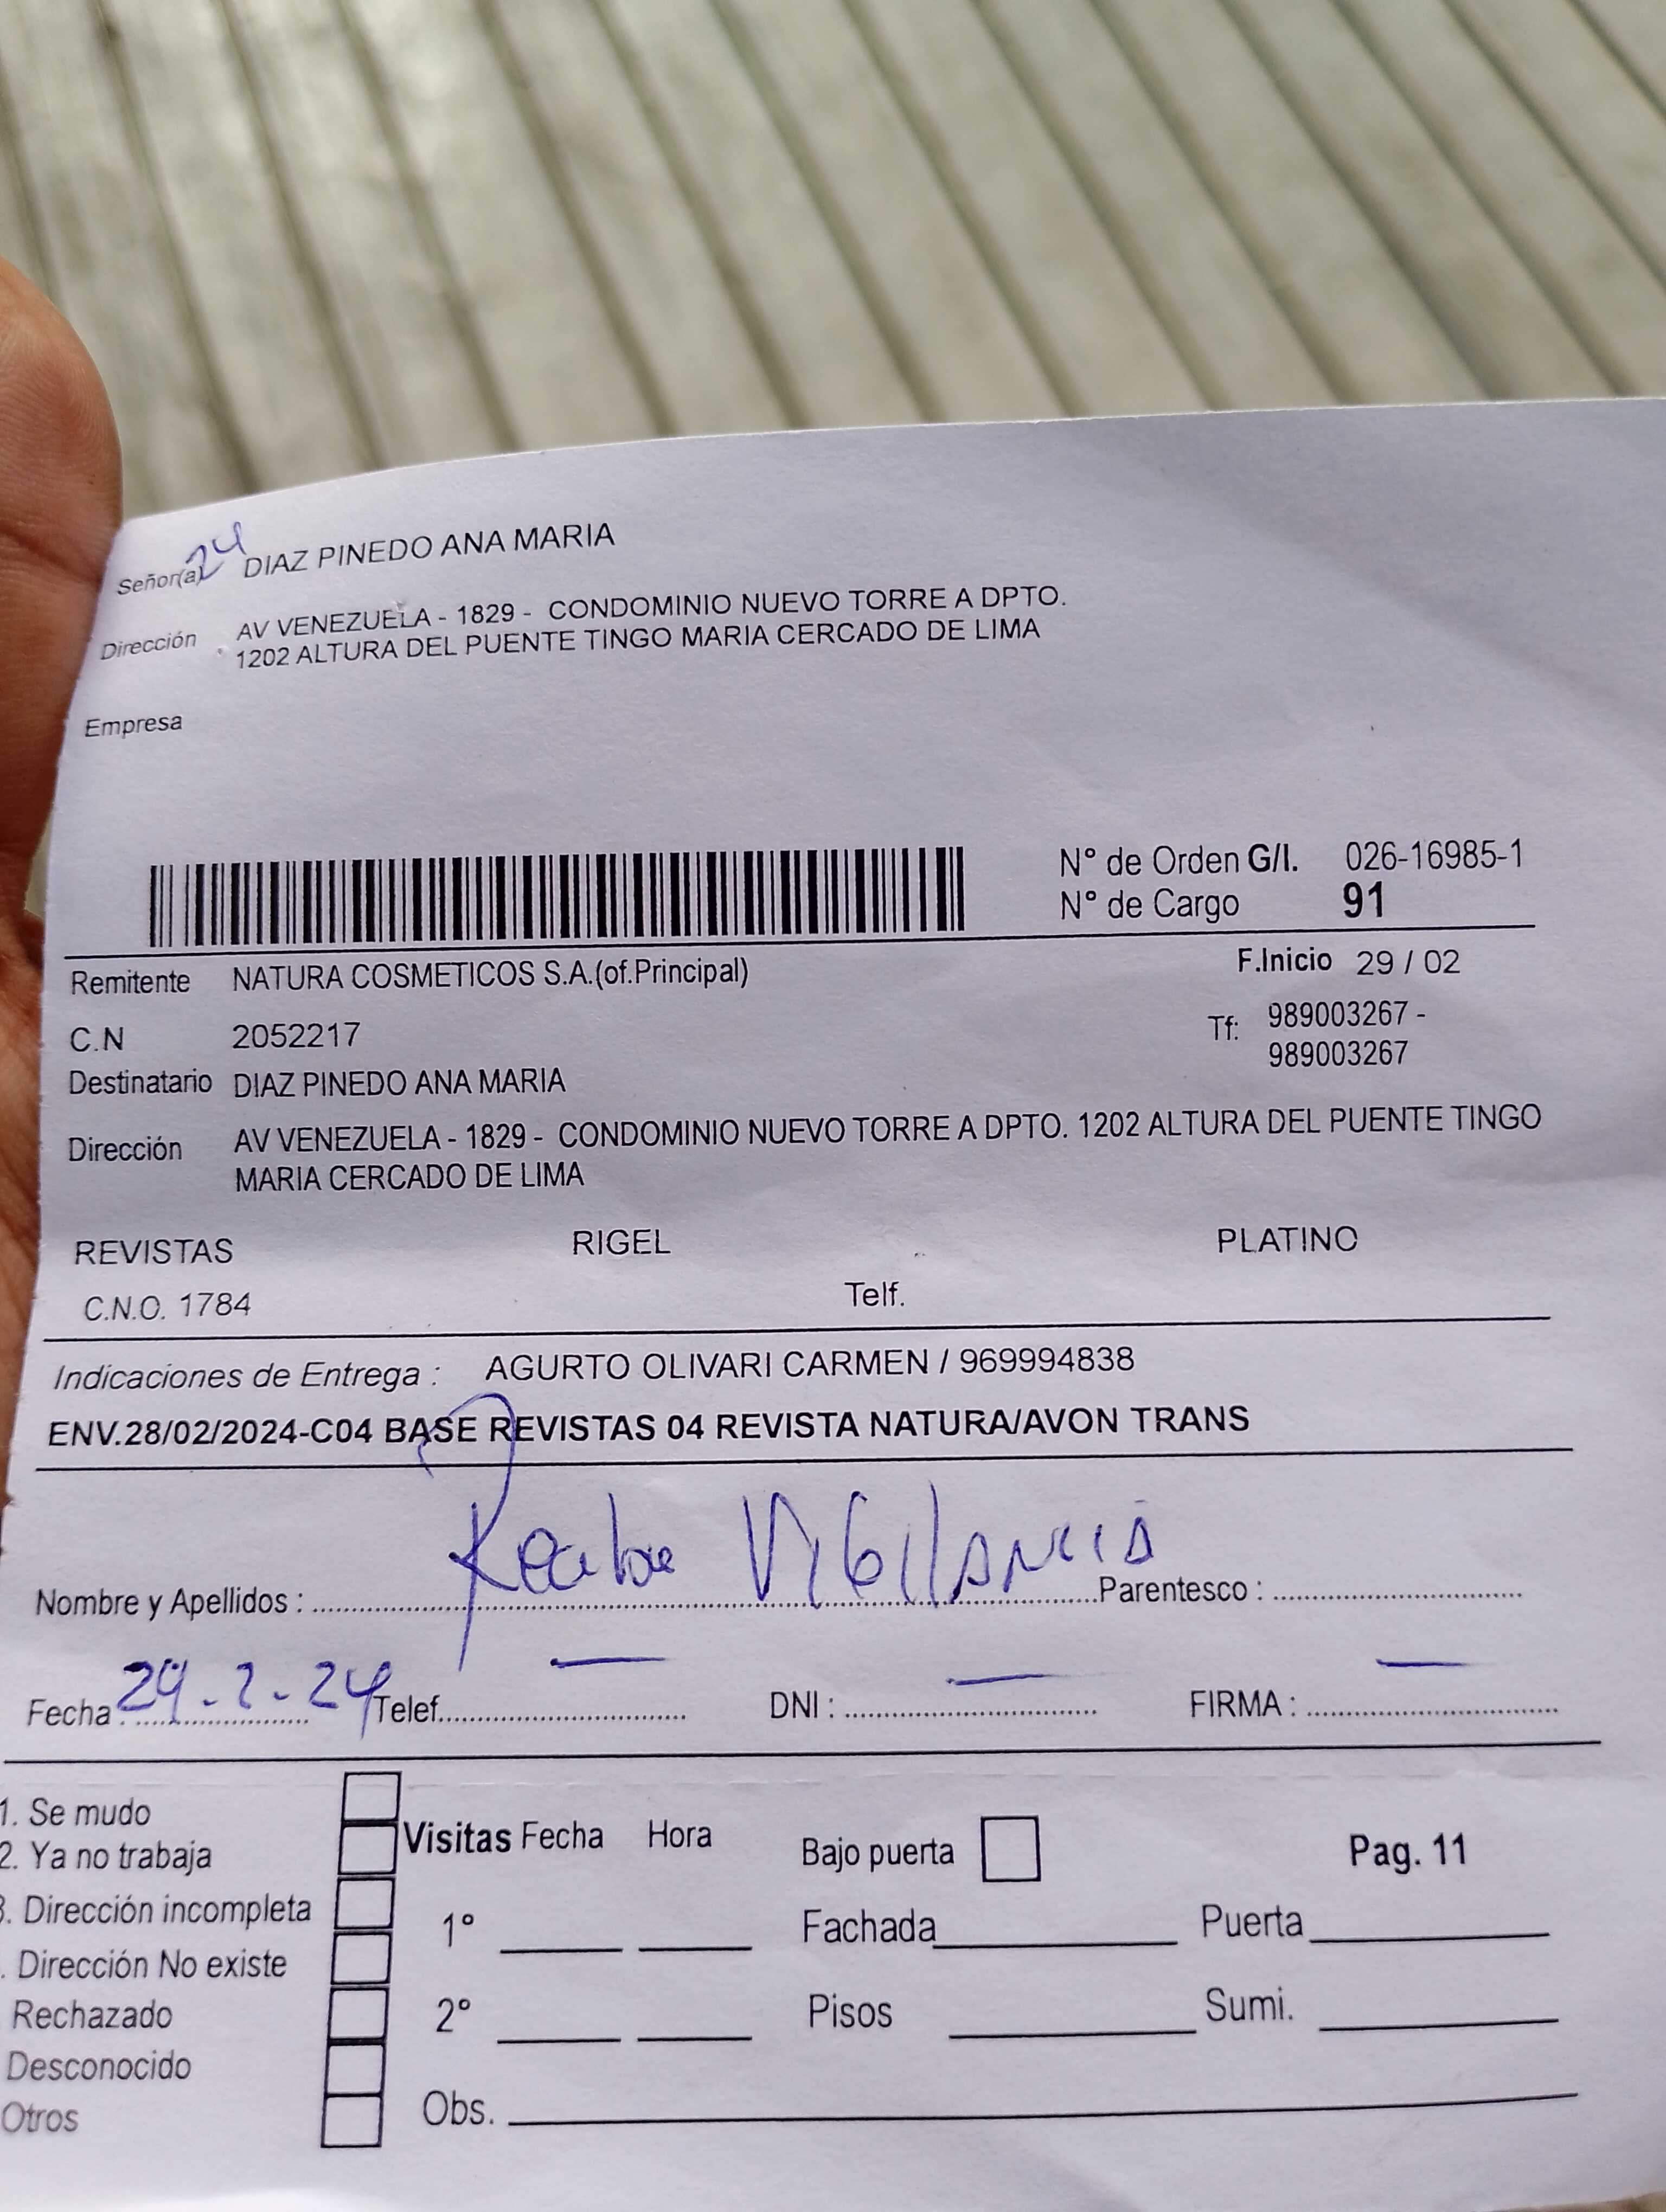 Señor(a) 24 DIAZ PINEDO ANA MARIA
Dirección AV VENEZUELA - 1829 - CONDOMINIO NUEVO TORRE A DPTO.
1202 ALTURA DEL PUENTE TINGO MARIA CERCADO DE LIMA
Empresa
N° de Orden G/I. 026-16985-1
N° de Cargo 91
Remitente NATURA COSMETICOS S.A.(of.Principal) F.Inicio 29 / 02
C.N 2052217 Tf: 989003267 -
989003267
Destinatario DIAZ PINEDO ANA MARIA
Dirección AV VENEZUELA - 1829 - CONDOMINIO NUEVO TORRE A DPTO. 1202 ALTURA DEL PUENTE TINGO
MARIA CERCADO DE LIMA
REVISTAS RIGEL PLATINO
C.N.O. 1784 Telf.
Indicaciones de Entrega : AGURTO OLIVARI CARMEN / 969994838
ENV.28/02/2024-C04 BASE REVISTAS 04 REVISTA NATURA/AVON TRANS
Nombre y Apellidos : Vigilancia Parentesco :
Fecha : 29-2-24 Telef. — DNI : — FIRMA : —
1. Se mudo
2. Ya no trabaja Visitas Fecha Hora Bajo puerta Pag. 11
3. Dirección incompleta 1° Fachada Puerta
. Dirección No existe
Rechazado 2° Pisos Sumi.
Desconocido
Otros Obs.